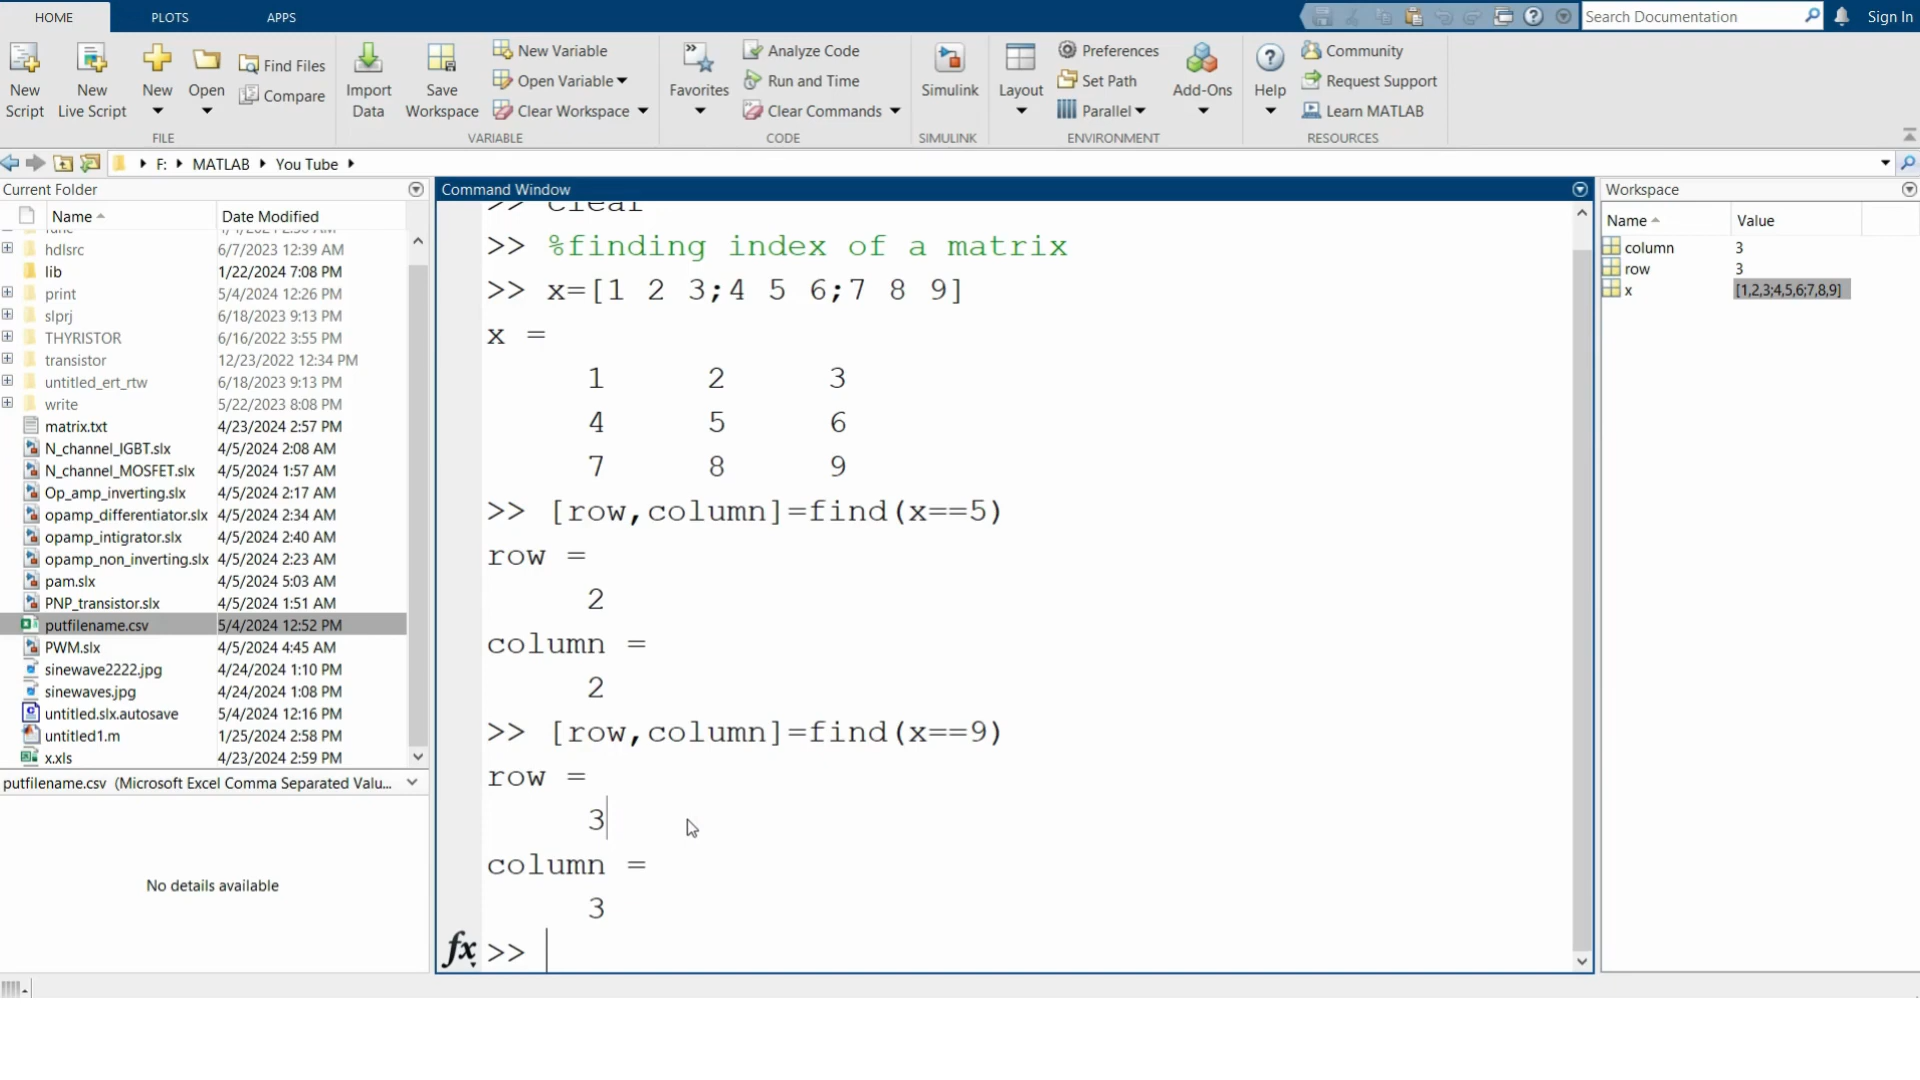 HOME PLOTS APPS
Search Documentation
Sign In
New Script
New Live Script
New
Open
Find Files
Compare
FILE
Import Data
Save Workspace
New Variable
Open Variable
Clear Workspace
VARIABLE
Favorites
Analyze Code
Run and Time
Clear Commands
CODE
Simulink
SIMULINK
Layout
Preferences
Set Path
Parallel
Add-Ons
ENVIRONMENT
Help
Community
Request Support
Learn MATLAB
RESOURCES
F: MATLAB You Tube
Current Folder
Name Date Modified
hdlsrc 6/7/2023 12:39 AM
lib 1/22/2024 7:08 PM
print 5/4/2024 12:26 PM
slprj 6/18/2023 9:13 PM
THYRISTOR 6/16/2022 3:55 PM
transistor 12/23/2022 12:34 PM
untitled_ert_rtw 6/18/2023 9:13 PM
write 5/22/2023 8:08 PM
matrix.txt 4/23/2024 2:57 PM
N_channel_IGBT.slx 4/5/2024 2:08 AM
N_channel_MOSFET.slx 4/5/2024 1:57 AM
Op_amp_inverting.slx 4/5/2024 2:17 AM
opamp_differentiator.slx 4/5/2024 2:34 AM
opamp_intigrator.slx 4/5/2024 2:40 AM
opamp_non_inverting.slx 4/5/2024 2:23 AM
pam.slx 4/5/2024 5:03 AM
PNP_transistor.slx 4/5/2024 1:51 AM
putfilename.csv 5/4/2024 12:52 PM
PWM.slx 4/5/2024 4:45 AM
sinewave2222.jpg 4/24/2024 1:10 PM
sinewaves.jpg 4/24/2024 1:08 PM
untitled.slx.autosave 5/4/2024 12:16 PM
untitled1.m 1/25/2024 2:58 PM
x.xls 4/23/2024 2:59 PM
putfilename.csv (Microsoft Excel Comma Separated Valu...
No details available
Command Window
>> clear
>> %finding index of a matrix
>> x=[1 2 3;4 5 6;7 8 9]
x =
1 2 3
4 5 6
7 8 9
>> [row,column]=find(x==5)
row =
2
column =
2
>> [row,column]=find(x==9)
row =
3
column =
3
fx >>
Workspace
Name Value
column 3
row 3
x [1,2,3;4,5,6;7,8,9]